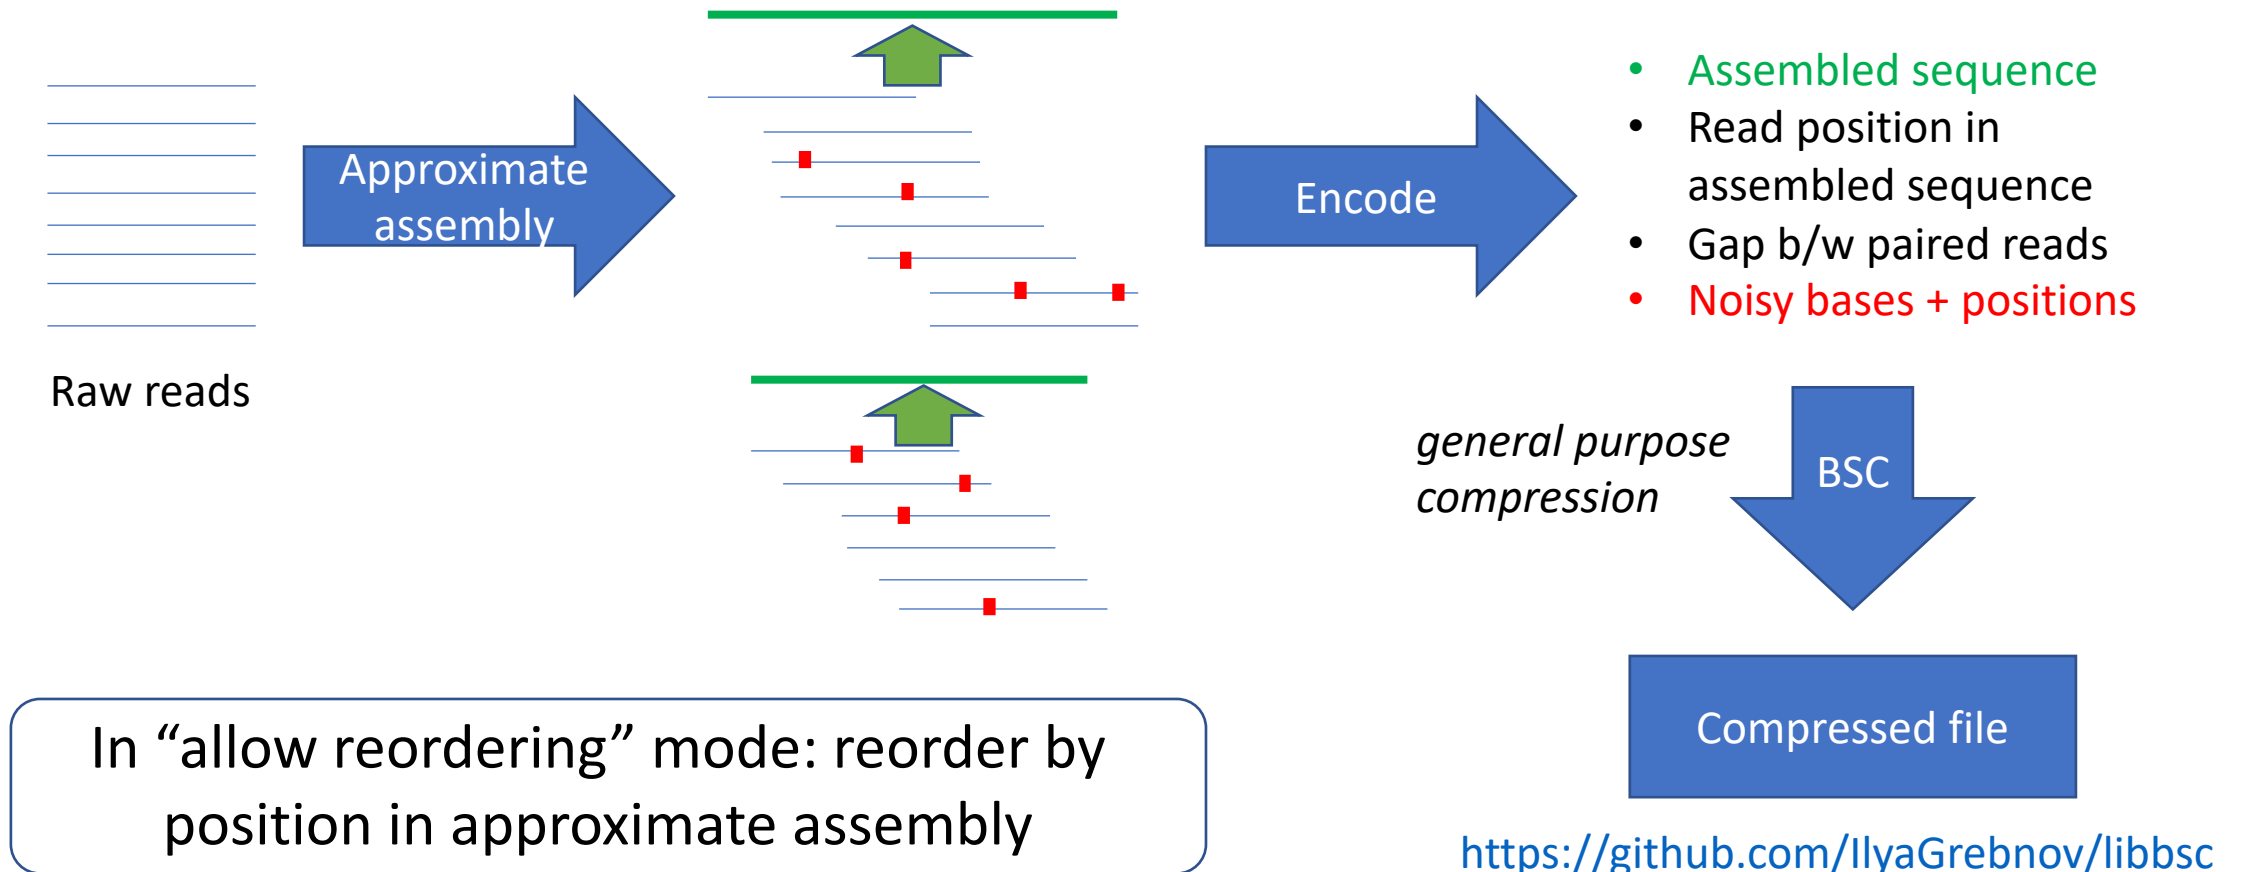 Raw reads
Approximate
assembly
Encode
• Assembled sequence
• Read position in
assembled sequence
• Gap b/w paired reads
• Noisy bases + positions
general purpose
compression
BSC
Compressed file
https://github.com/IlyaGrebnov/libbsc
In “allow reordering” mode: reorder by
position in approximate assembly